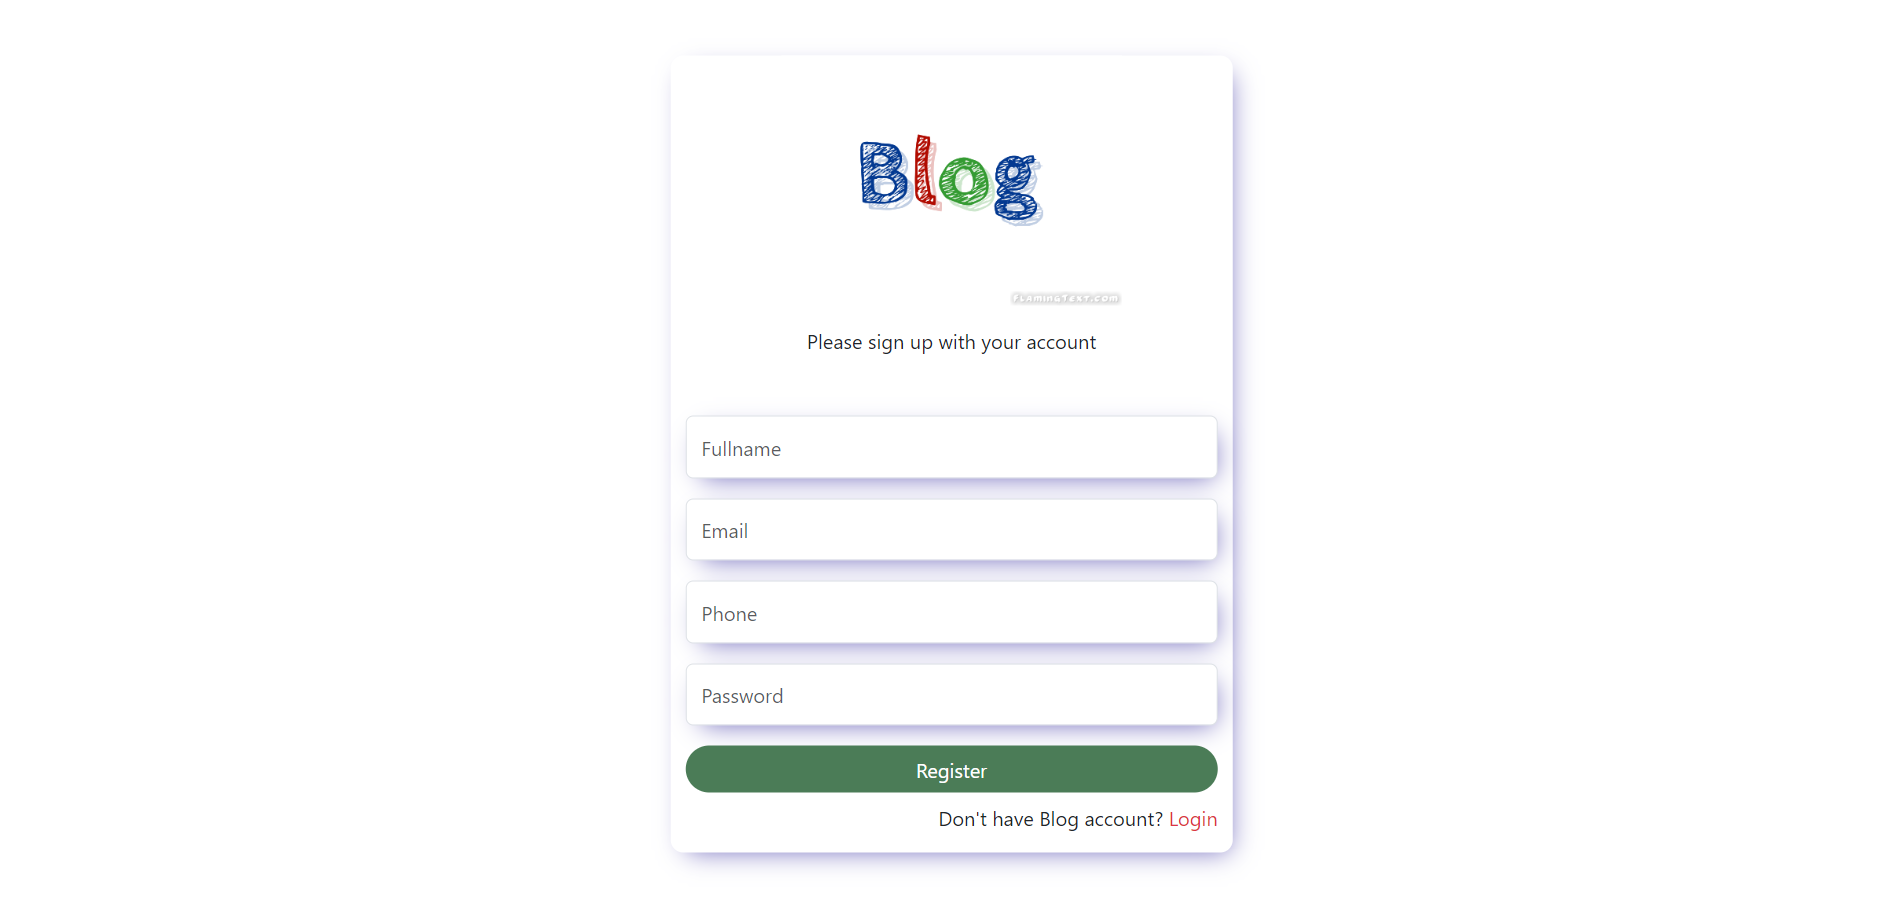 Blog
FlamingText.com
Please sign up with your account
Fullname
Email
Phone
Password
Register
Don't have Blog account? Login